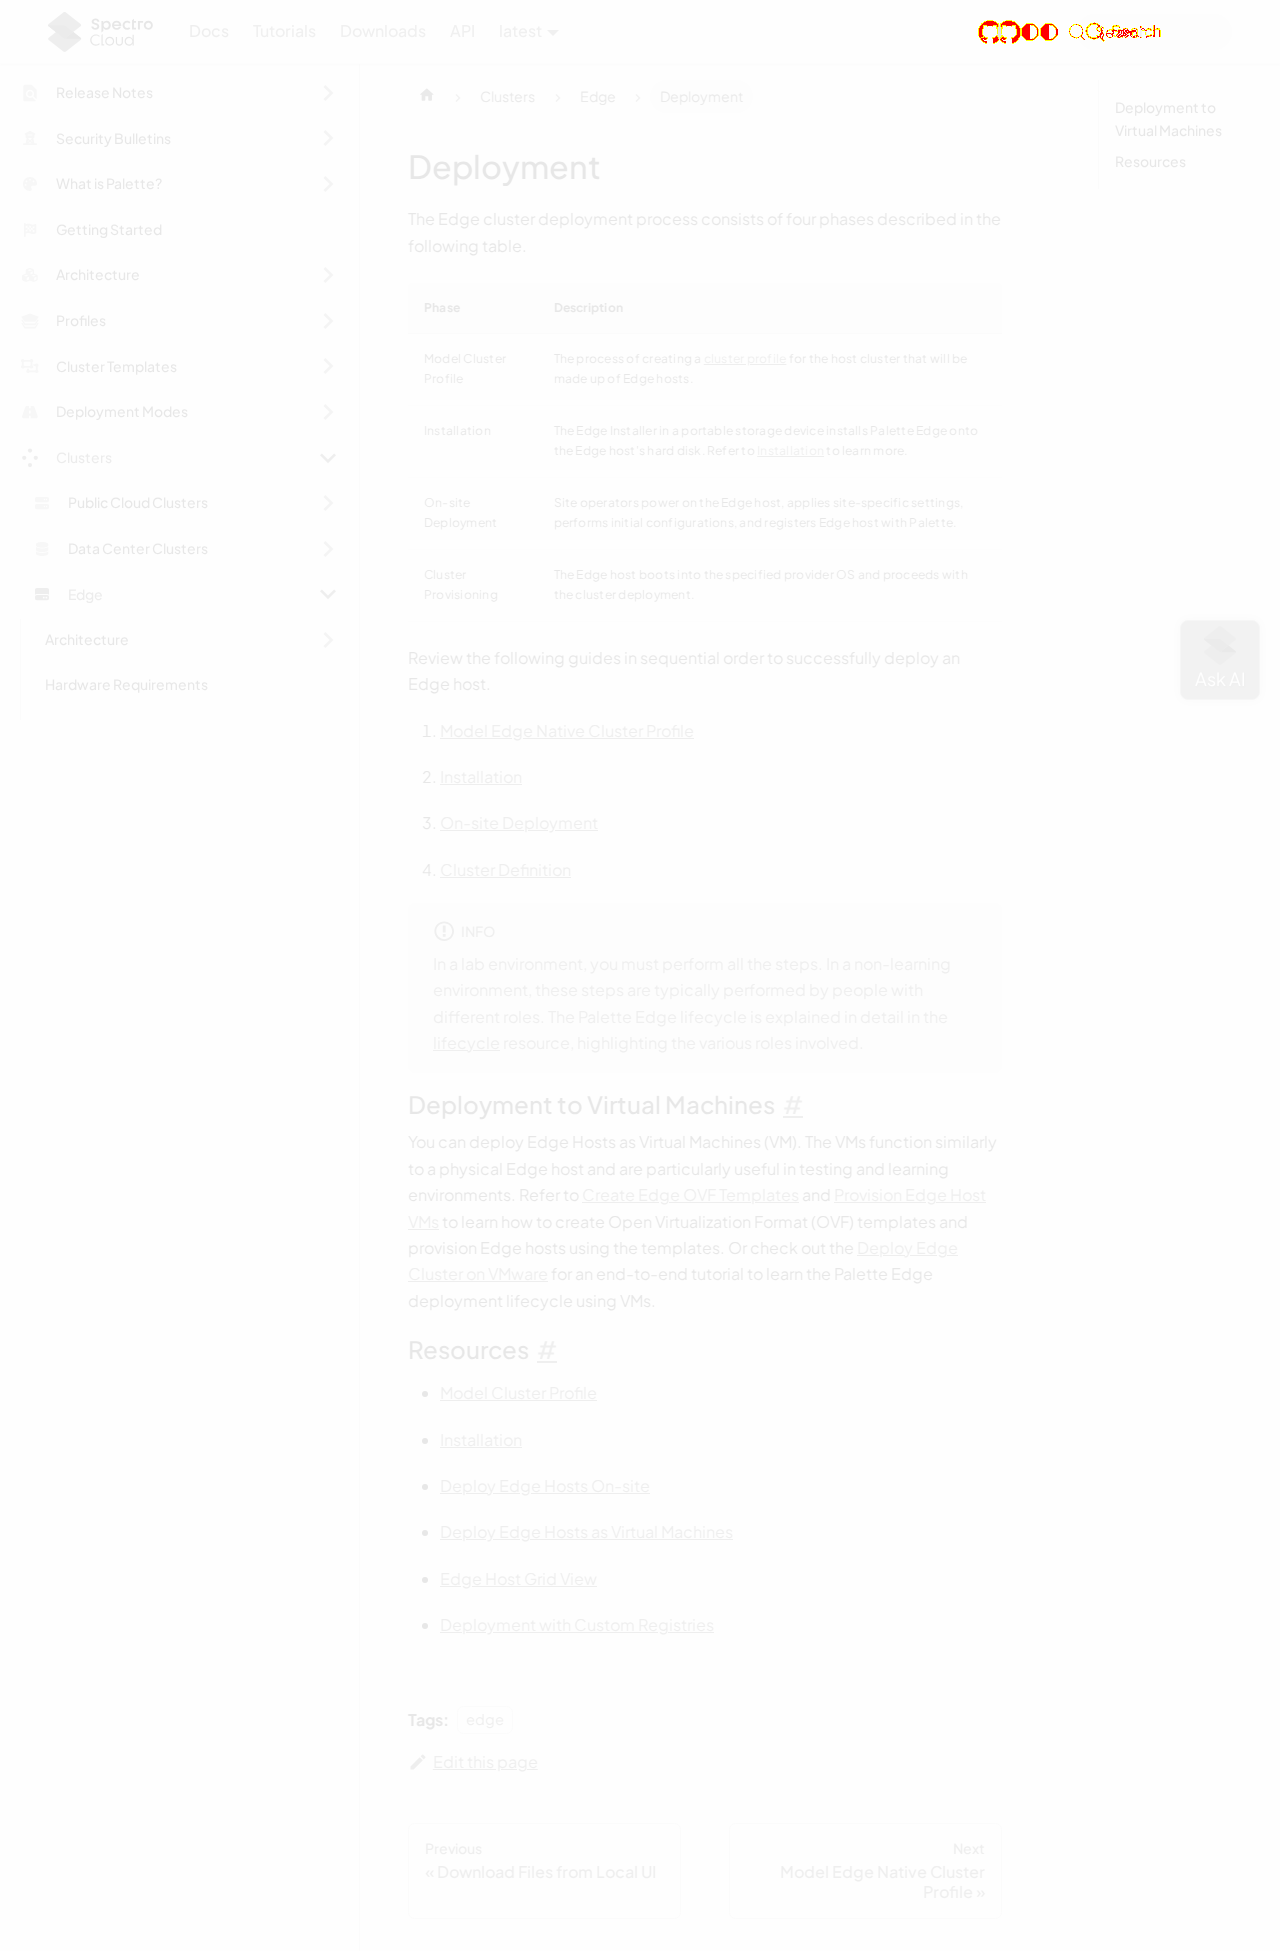 Spectro Cloud
Docs
Tutorials
Downloads
API
latest
Search
Release Notes
Security Bulletins
What is Palette?
Getting Started
Architecture
Profiles
Cluster Templates
Deployment Modes
Clusters
Public Cloud Clusters
Data Center Clusters
Edge
Architecture
Hardware Requirements
Clusters
Edge
Deployment
Deployment
The Edge cluster deployment process consists of four phases described in the
following table.
Phase Description
Model Cluster
Profile
The process of creating a cluster profile for the host cluster that will be
made up of Edge hosts.
Installation
The Edge Installer in a portable storage device installs Palette Edge onto
the Edge host's hard disk. Refer to Installation to learn more.
On-site
Deployment
Site operators power on the Edge host, applies site-specific settings,
performs initial configurations, and registers Edge host with Palette.
Cluster
Provisioning
The Edge host boots into the specified provider OS and proceeds with
the cluster deployment.
Review the following guides in sequential order to successfully deploy an
Edge host.
1. Model Edge Native Cluster Profile
2. Installation
3. On-site Deployment
4. Cluster Definition
INFO
In a lab environment, you must perform all the steps. In a non-learning
environment, these steps are typically performed by people with
different roles. The Palette Edge lifecycle is explained in detail in the
lifecycle resource, highlighting the various roles involved.
Deployment to Virtual Machines #
You can deploy Edge Hosts as Virtual Machines (VM). The VMs function similarly
to a physical Edge host and are particularly useful in testing and learning
environments. Refer to Create Edge OVF Templates and Provision Edge Host
VMs to learn how to create Open Virtualization Format (OVF) templates and
provision Edge hosts using the templates. Or check out the Deploy Edge
Cluster on VMware for an end-to-end tutorial to learn the Palette Edge
deployment lifecycle using VMs.
Resources #
Model Cluster Profile
Installation
Deploy Edge Hosts On-site
Deploy Edge Hosts as Virtual Machines
Edge Host Grid View
Deployment with Custom Registries
Tags: edge
Edit this page
Previous
« Download Files from Local UI
Next
Model Edge Native Cluster
Profile »
Deployment to
Virtual Machines
Resources
Ask AI